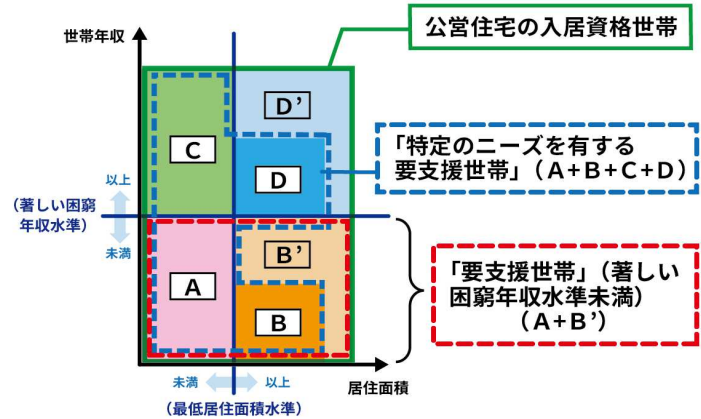 公営住宅の入居資格世帯
世帯年収
D’
「特定のニーズを有する
要支援世帯」（A+B+C+D）
C
D
以上
（著しい困窮
年収水準）
未満
「要支援世帯」（著しい
困窮年収水準未満）
（A+B’）
B’
A
B
未満
以上
居住面積
（最低居住面積水準）